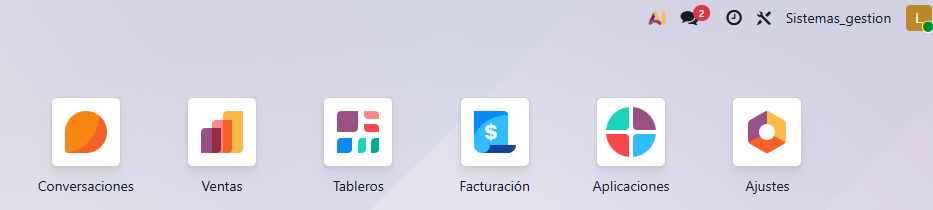 AI 2 Sistemas_gestion L
Conversaciones Ventas Tableros Facturación Aplicaciones Ajustes